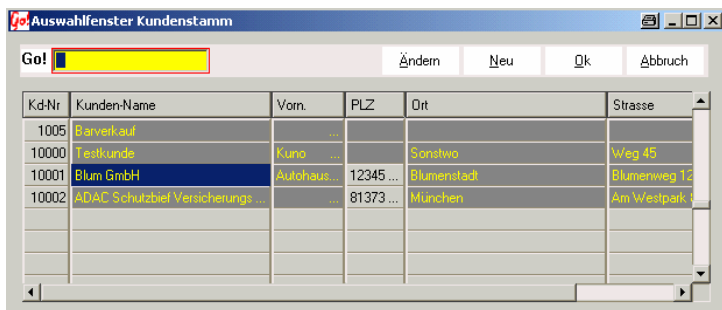 Go! Auswahlfenster Kundenstamm
Go! Ändern Neu Ok Abbruch
Kd-Nr Kunden-Name Vorn. PLZ Ort Strasse
1005 Barverkauf ...
10000 Testkunde Kuno ... Sonstwo Weg 45
10001 Blum GmbH Autohaus... 12345 ... Blumenstadt Blumenweg 12
10002 ADAC Schutzbief Versicherungs ... ... 81373 ... München Am Westpark